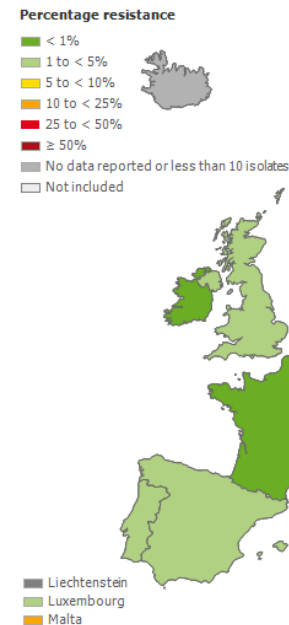 Percentage resistance
< 1%
1 to < 5%
5 to < 10%
10 to < 25%
25 to < 50%
≥ 50%
No data reported or less than 10 isolates
Not included
Liechtenstein
Luxembourg
Malta